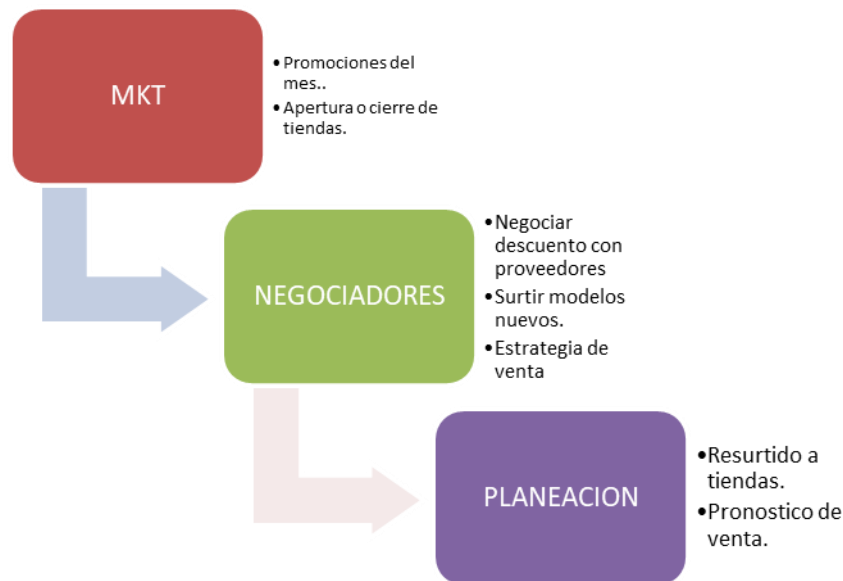 MKT
•Promociones del
mes..
•Apertura o cierre de
tiendas.
NEGOCIADORES
•Negociar
descuento con
proveedores
•Surtir modelos
nuevos.
•Estrategia de
venta
PLANEACION
•Resurtido a
tiendas.
•Pronostico de
venta.